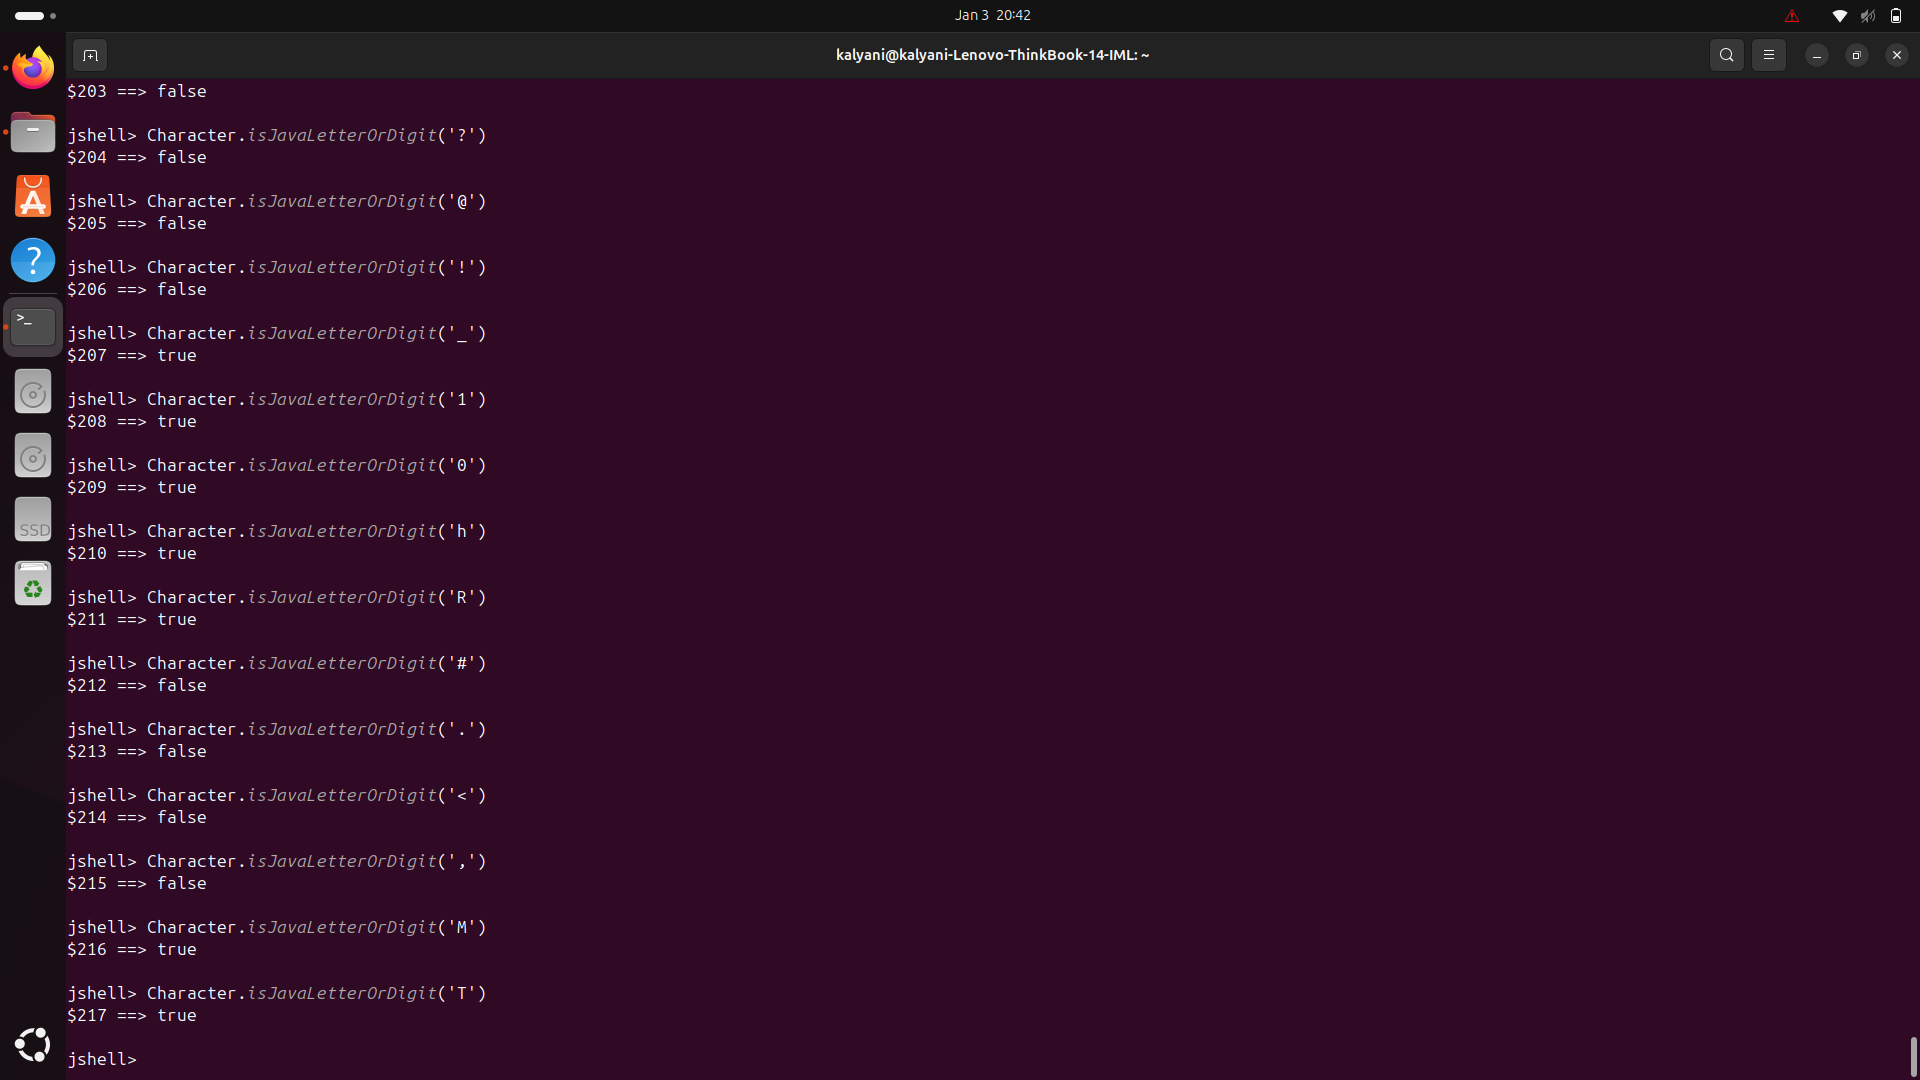 Jan 3 20:42
kalyani@kalyani-Lenovo-ThinkBook-14-IML: ~
$203 ==> false
jshell> Character.isJavaLetterOrDigit('?')
$204 ==> false
jshell> Character.isJavaLetterOrDigit('@')
$205 ==> false
jshell> Character.isJavaLetterOrDigit('!')
$206 ==> false
jshell> Character.isJavaLetterOrDigit('_')
$207 ==> true
jshell> Character.isJavaLetterOrDigit('1')
$208 ==> true
jshell> Character.isJavaLetterOrDigit('0')
$209 ==> true
jshell> Character.isJavaLetterOrDigit('h')
$210 ==> true
jshell> Character.isJavaLetterOrDigit('R')
$211 ==> true
jshell> Character.isJavaLetterOrDigit('#')
$212 ==> false
jshell> Character.isJavaLetterOrDigit('.')
$213 ==> false
jshell> Character.isJavaLetterOrDigit('<')
$214 ==> false
jshell> Character.isJavaLetterOrDigit(',')
$215 ==> false
jshell> Character.isJavaLetterOrDigit('M')
$216 ==> true
jshell> Character.isJavaLetterOrDigit('T')
$217 ==> true
jshell>
SSD